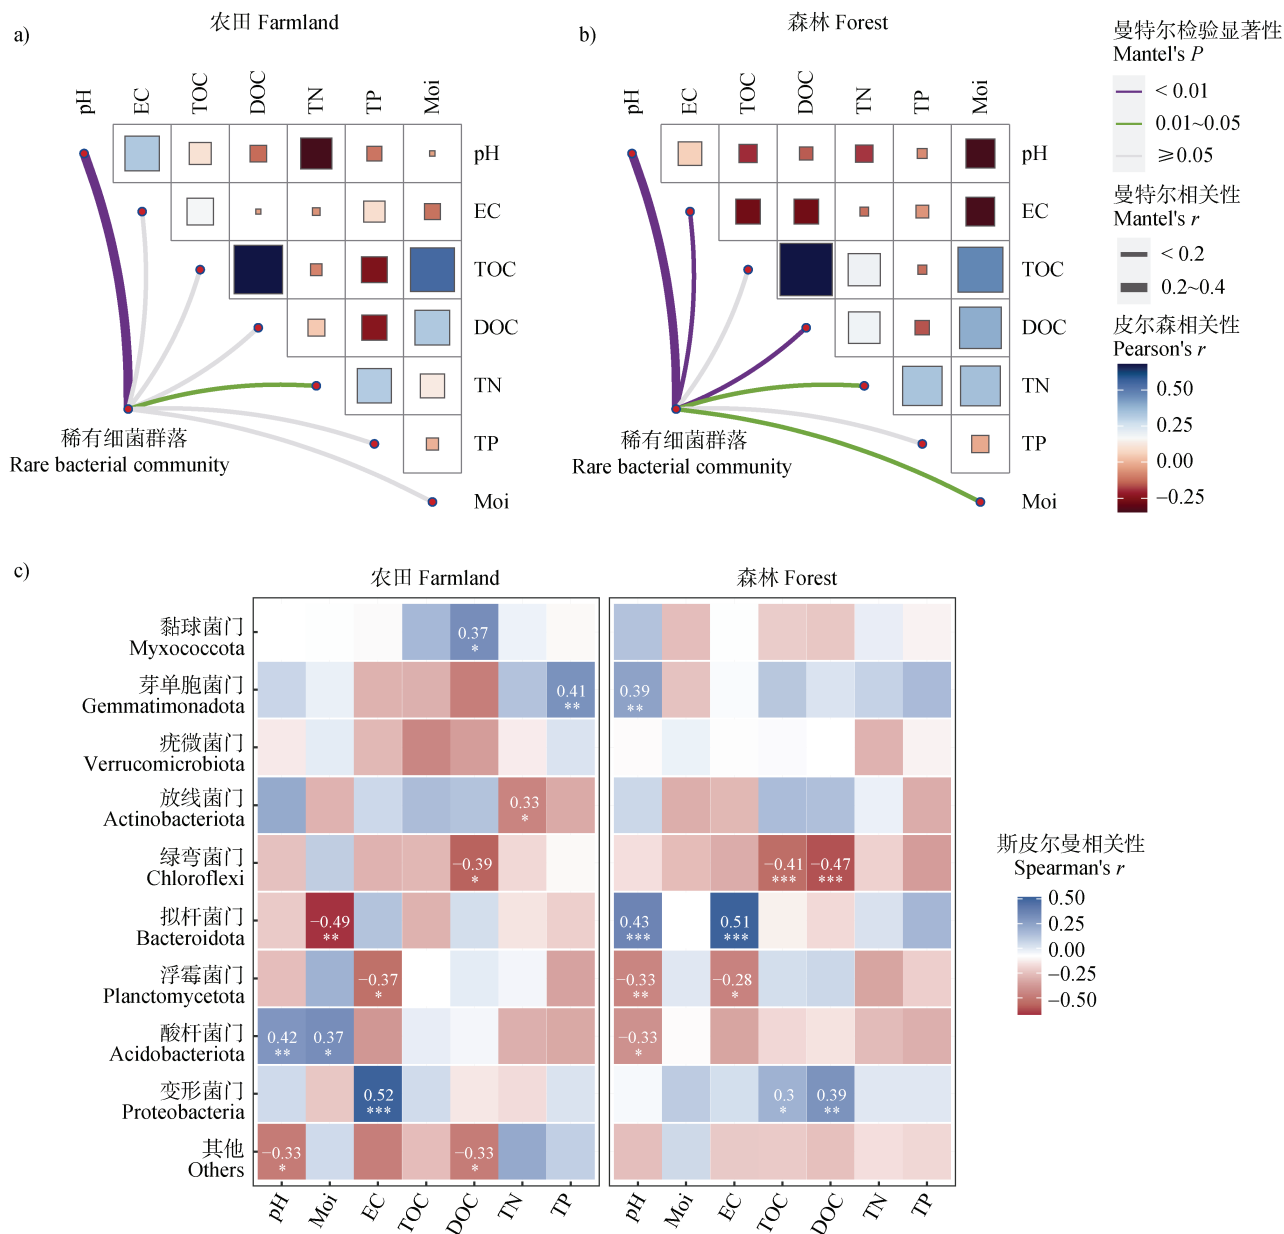 a)
农田 Farmland
pH
EC
TOC
DOC
TN
TP
Moi
pH
EC
TOC
DOC
TN
TP
Moi
稀有细菌群落
Rare bacterial community
b)
森林 Forest
pH
EC
TOC
DOC
TN
TP
Moi
pH
EC
TOC
DOC
TN
TP
Moi
稀有细菌群落
Rare bacterial community
曼特尔检验显著性
Mantel's P
< 0.01
0.01~0.05
≥0.05
曼特尔相关性
Mantel's r
< 0.2
0.2~0.4
皮尔森相关性
Pearson's r
0.50
0.25
0.00
−0.25
c)
农田 Farmland
森林 Forest
黏球菌门
Myxococcota
0.37
*
芽单胞菌门
Gemmatimonadota
0.41
**
0.39
**
疣微菌门
Verrucomicrobiota
放线菌门
Actinobacteriota
0.33
*
绿弯菌门
Chloroflexi
−0.39
*
−0.41
***
−0.47
***
拟杆菌门
Bacteroidota
−0.49
**
0.43
***
0.51
***
浮霉菌门
Planctomycetota
−0.37
*
−0.33
**
−0.28
*
酸杆菌门
Acidobacteriota
0.42
**
0.37
*
−0.33
*
变形菌门
Proteobacteria
0.52
***
0.3
*
0.39
**
其他
Others
−0.33
*
−0.33
*
pH
Moi
EC
TOC
DOC
TN
TP
pH
Moi
EC
TOC
DOC
TN
TP
斯皮尔曼相关性
Spearman's r
0.50
0.25
0.00
−0.25
−0.50